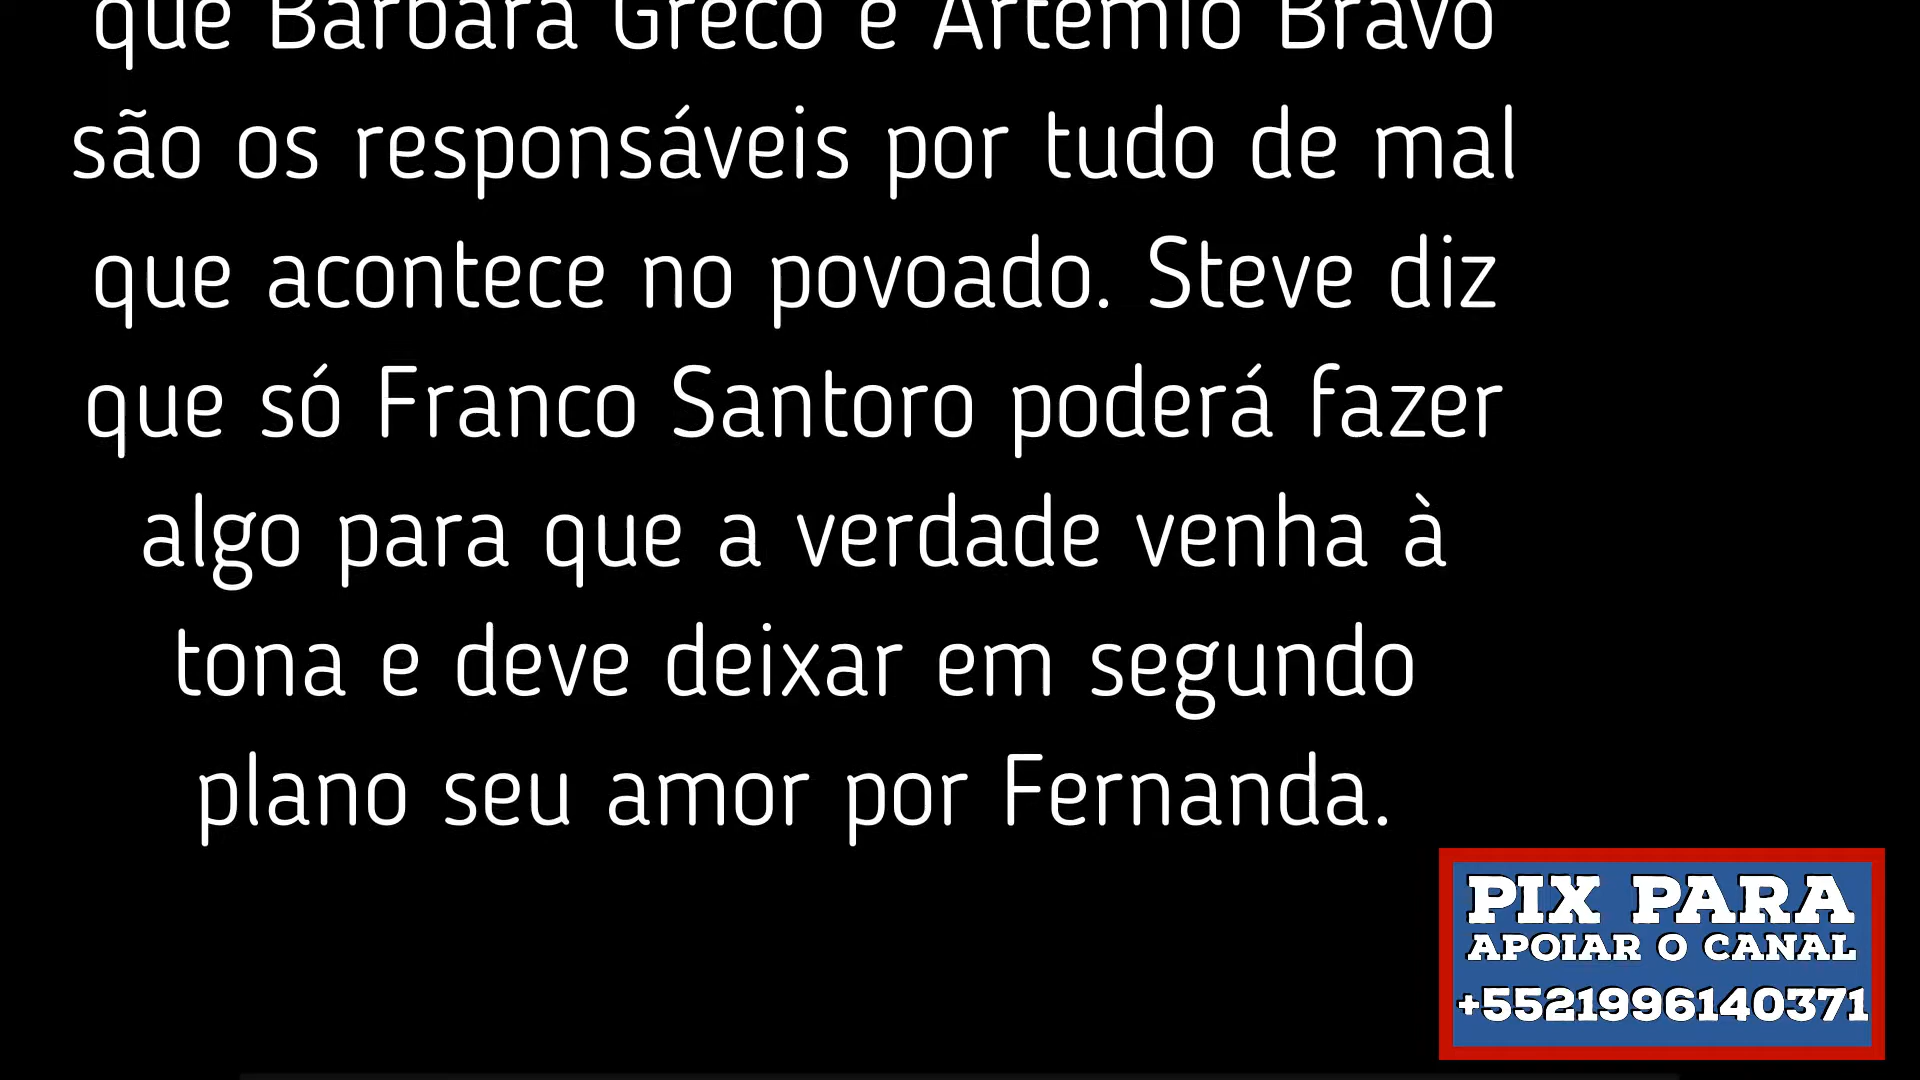 que Bárbara Greco e Artêmio Bravo
são os responsáveis por tudo de mal
que acontece no povoado. Steve diz
que só Franco Santoro poderá fazer
algo para que a verdade venha à
tona e deve deixar em segundo
plano seu amor por Fernanda.
PIX PARA
APOIAR O CANAL
+5521996140371